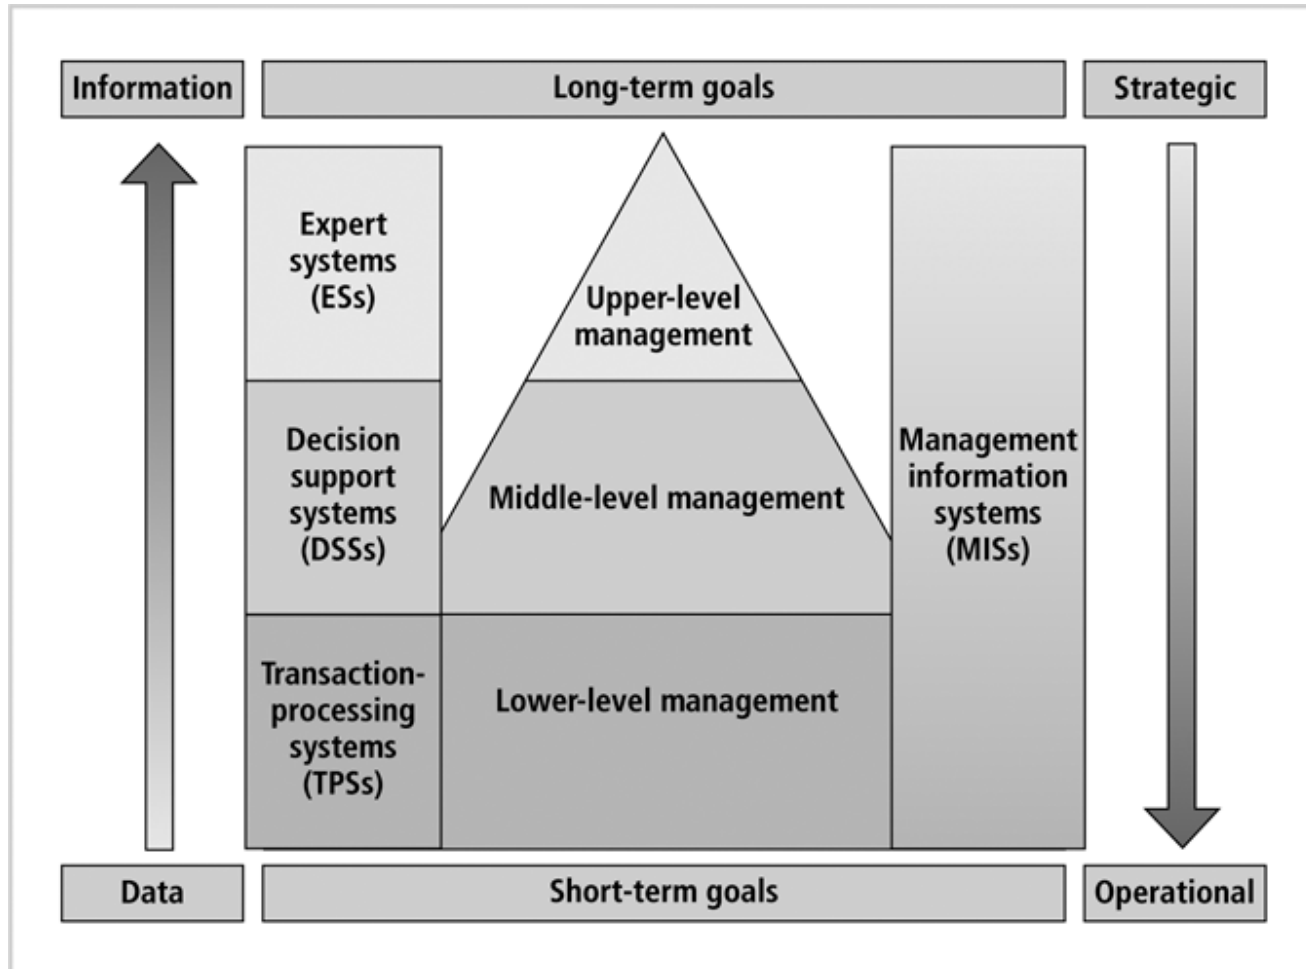 Information
Long-term goals
Strategic
Expert
systems
(ESs)
Upper-level
management
Decision
support
systems
(DSSs)
Middle-level management
Management
information
systems
(MISs)
Transaction-
processing
systems
(TPSs)
Lower-level management
Data
Short-term goals
Operational